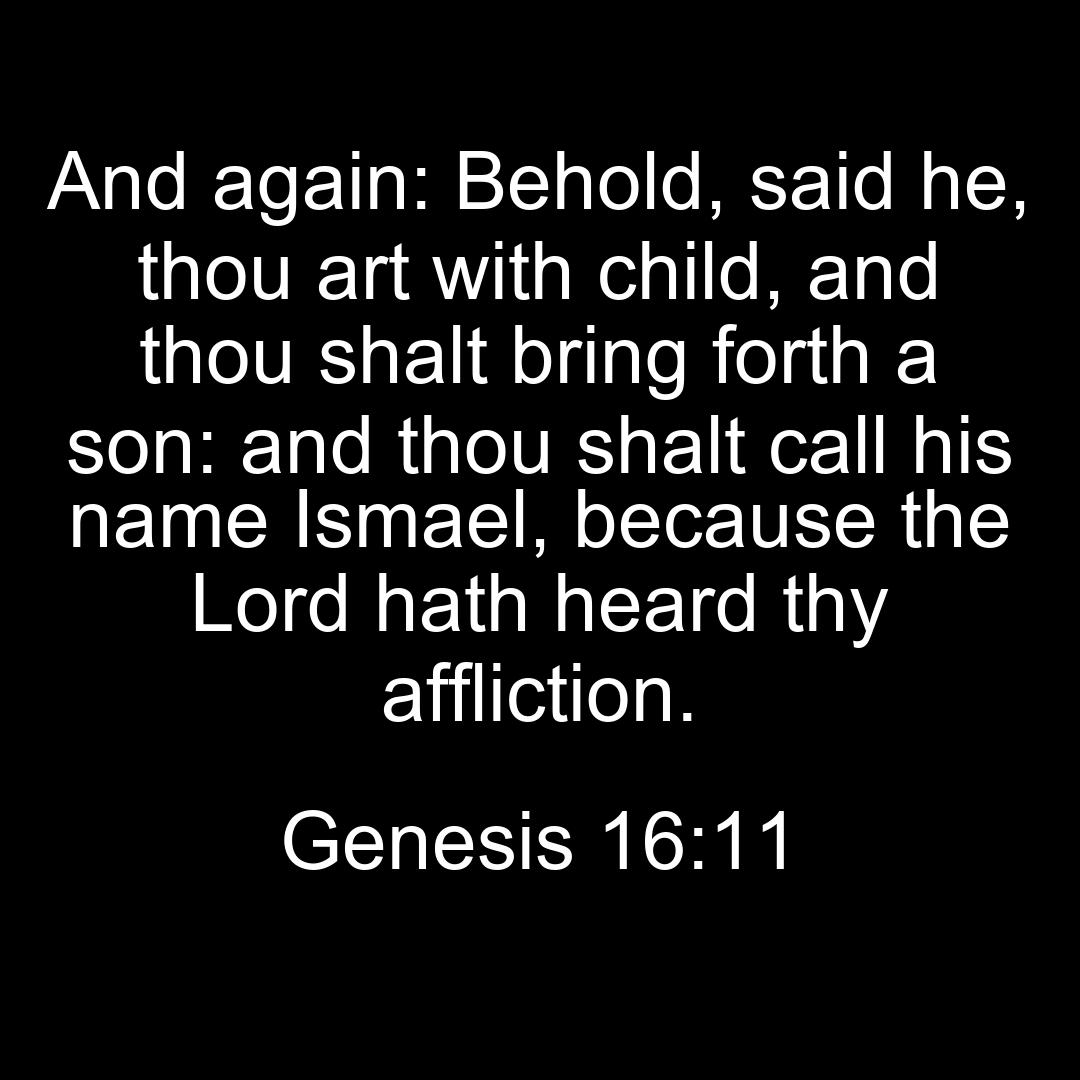 And again: Behold, said he,
thou art with child, and
thou shalt bring forth a
son: and thou shalt call his
name Ismael, because the
Lord hath heard thy
affliction.
Genesis 16:11